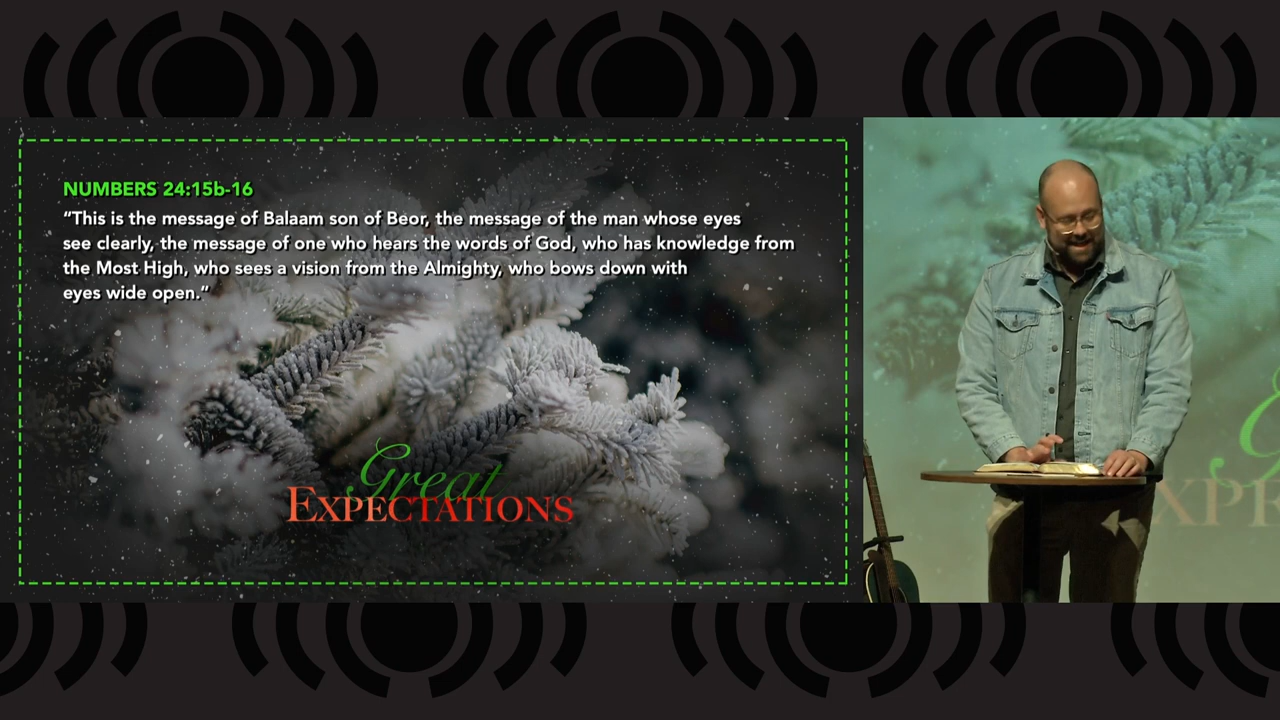 NUMBERS 24:15b-16
“This is the message of Balaam son of Beor, the message of the man whose eyes
see clearly, the message of one who hears the words of God, who has knowledge from
the Most High, who sees a vision from the Almighty, who bows down with
eyes wide open.“
Great
EXPECTATIONS
XPE